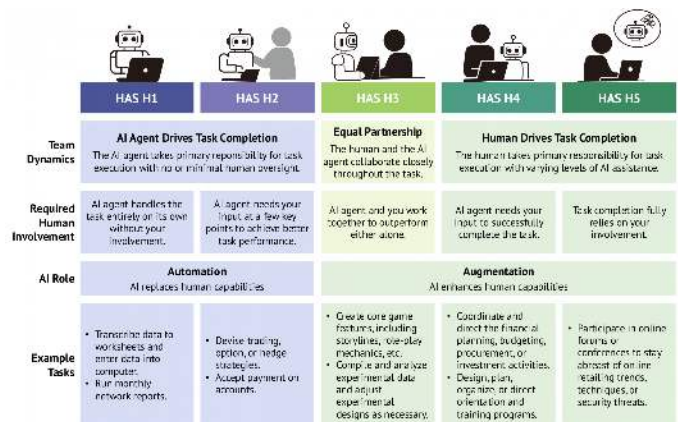 HAS H1
HAS H2
HAS H3
HAS H4
HAS H5
Team
Dynamics
AI Agent Drives Task Completion
The AI agent takes primary reponsibility for task
execution with no or minimal human oversight.
Equal Partnership
The human and the AI
agent collaborate closely
throughout the task.
Human Drives Task Completion
The human takes primary responsibility for task
execution with varying levels of AI assistance.
Required
Human
Involvement
AI agent handles the
task entirely on its own
without your
involvement.
AI agent needs your
input at a few key
points to achieve better
task performance.
AI agent and you work
together to outperform
either alone.
AI agent needs your
input to successfully
complete the task.
Task completion fully
relies on your
involvement.
AI Role
Automation
AI replaces human capabilities
Augmentation
AI enhances human capabilities
Example
Tasks
• Transcribe data to
worksheets and
enter data into
computer.
• Run monthly
network reports.
• Devise trading,
option, or hedge
strategies.
• Accept payment on
accounts.
• Create core game
features, including
storylines, role-play
mechanics, etc.
• Compile and analyze
experimental data
and adjust
experimental
designs as necessary.
• Coordinate and
direct the financial
planning, budgeting,
procurement, or
investment activities.
• Design, plan,
organize, or direct
orientation and
training programs.
• Participate in online
forums or
conferences to stay
abreast of online
retailing trends,
techniques, or
security threats.